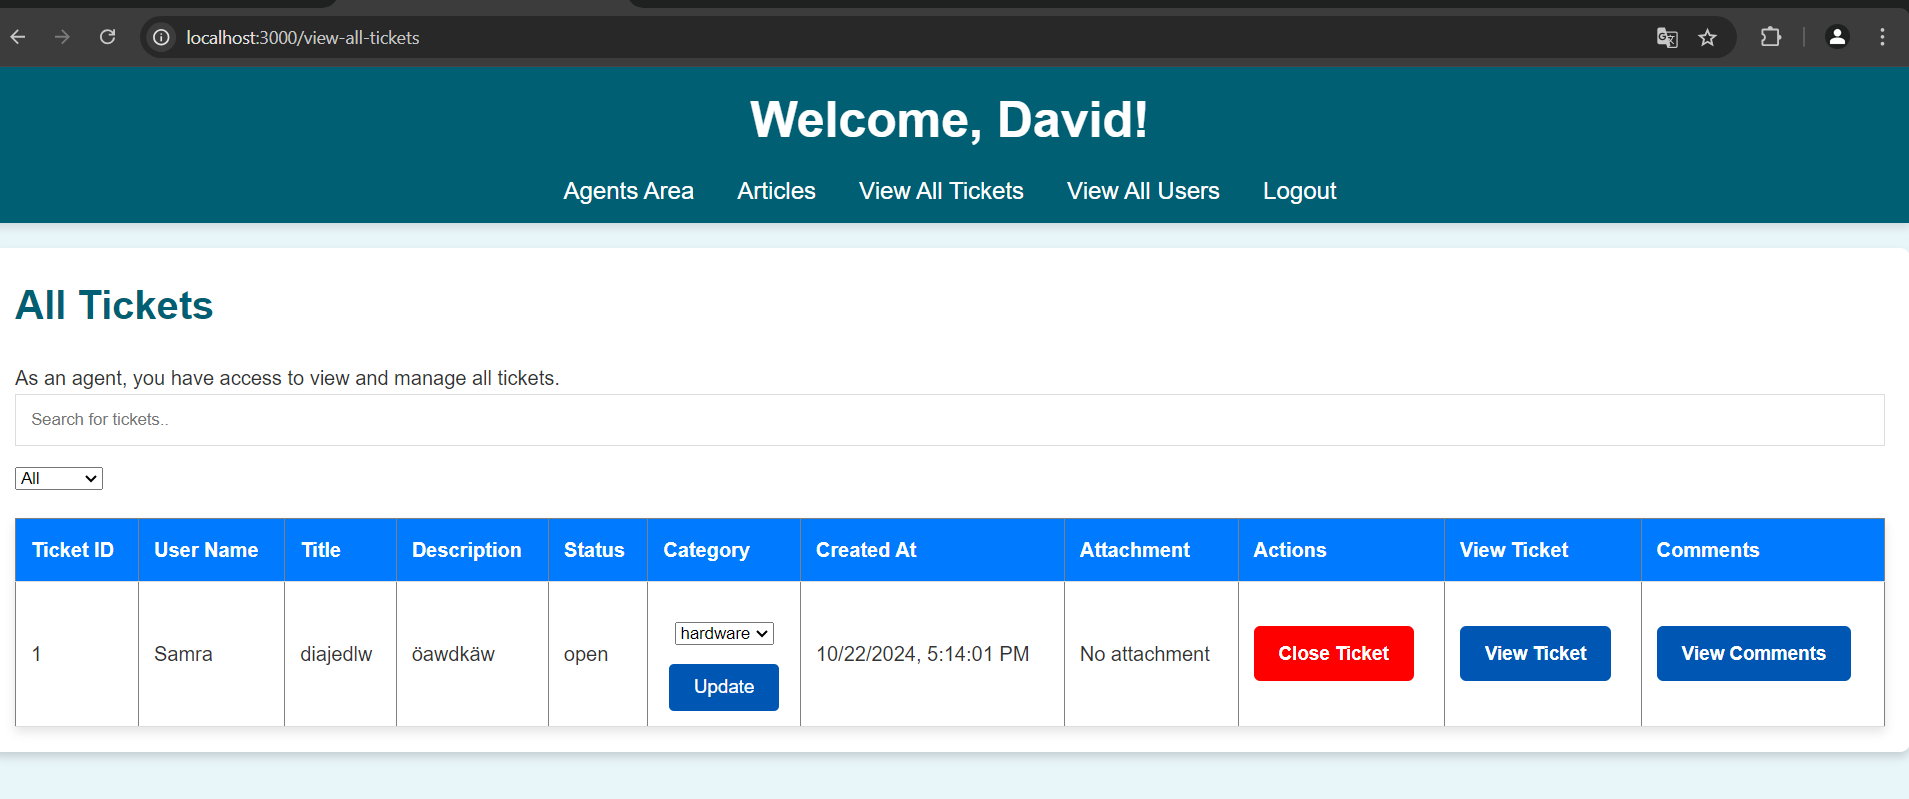 localhost:3000/view-all-tickets
Welcome, David!
Agents Area Articles View All Tickets View All Users Logout
All Tickets
As an agent, you have access to view and manage all tickets.
Search for tickets..
All
Ticket ID User Name Title Description Status Category Created At Attachment Actions View Ticket Comments
hardware
1 Samra diajedlw öawdkäw open 10/22/2024, 5:14:01 PM No attachment Close Ticket View Ticket View Comments
Update